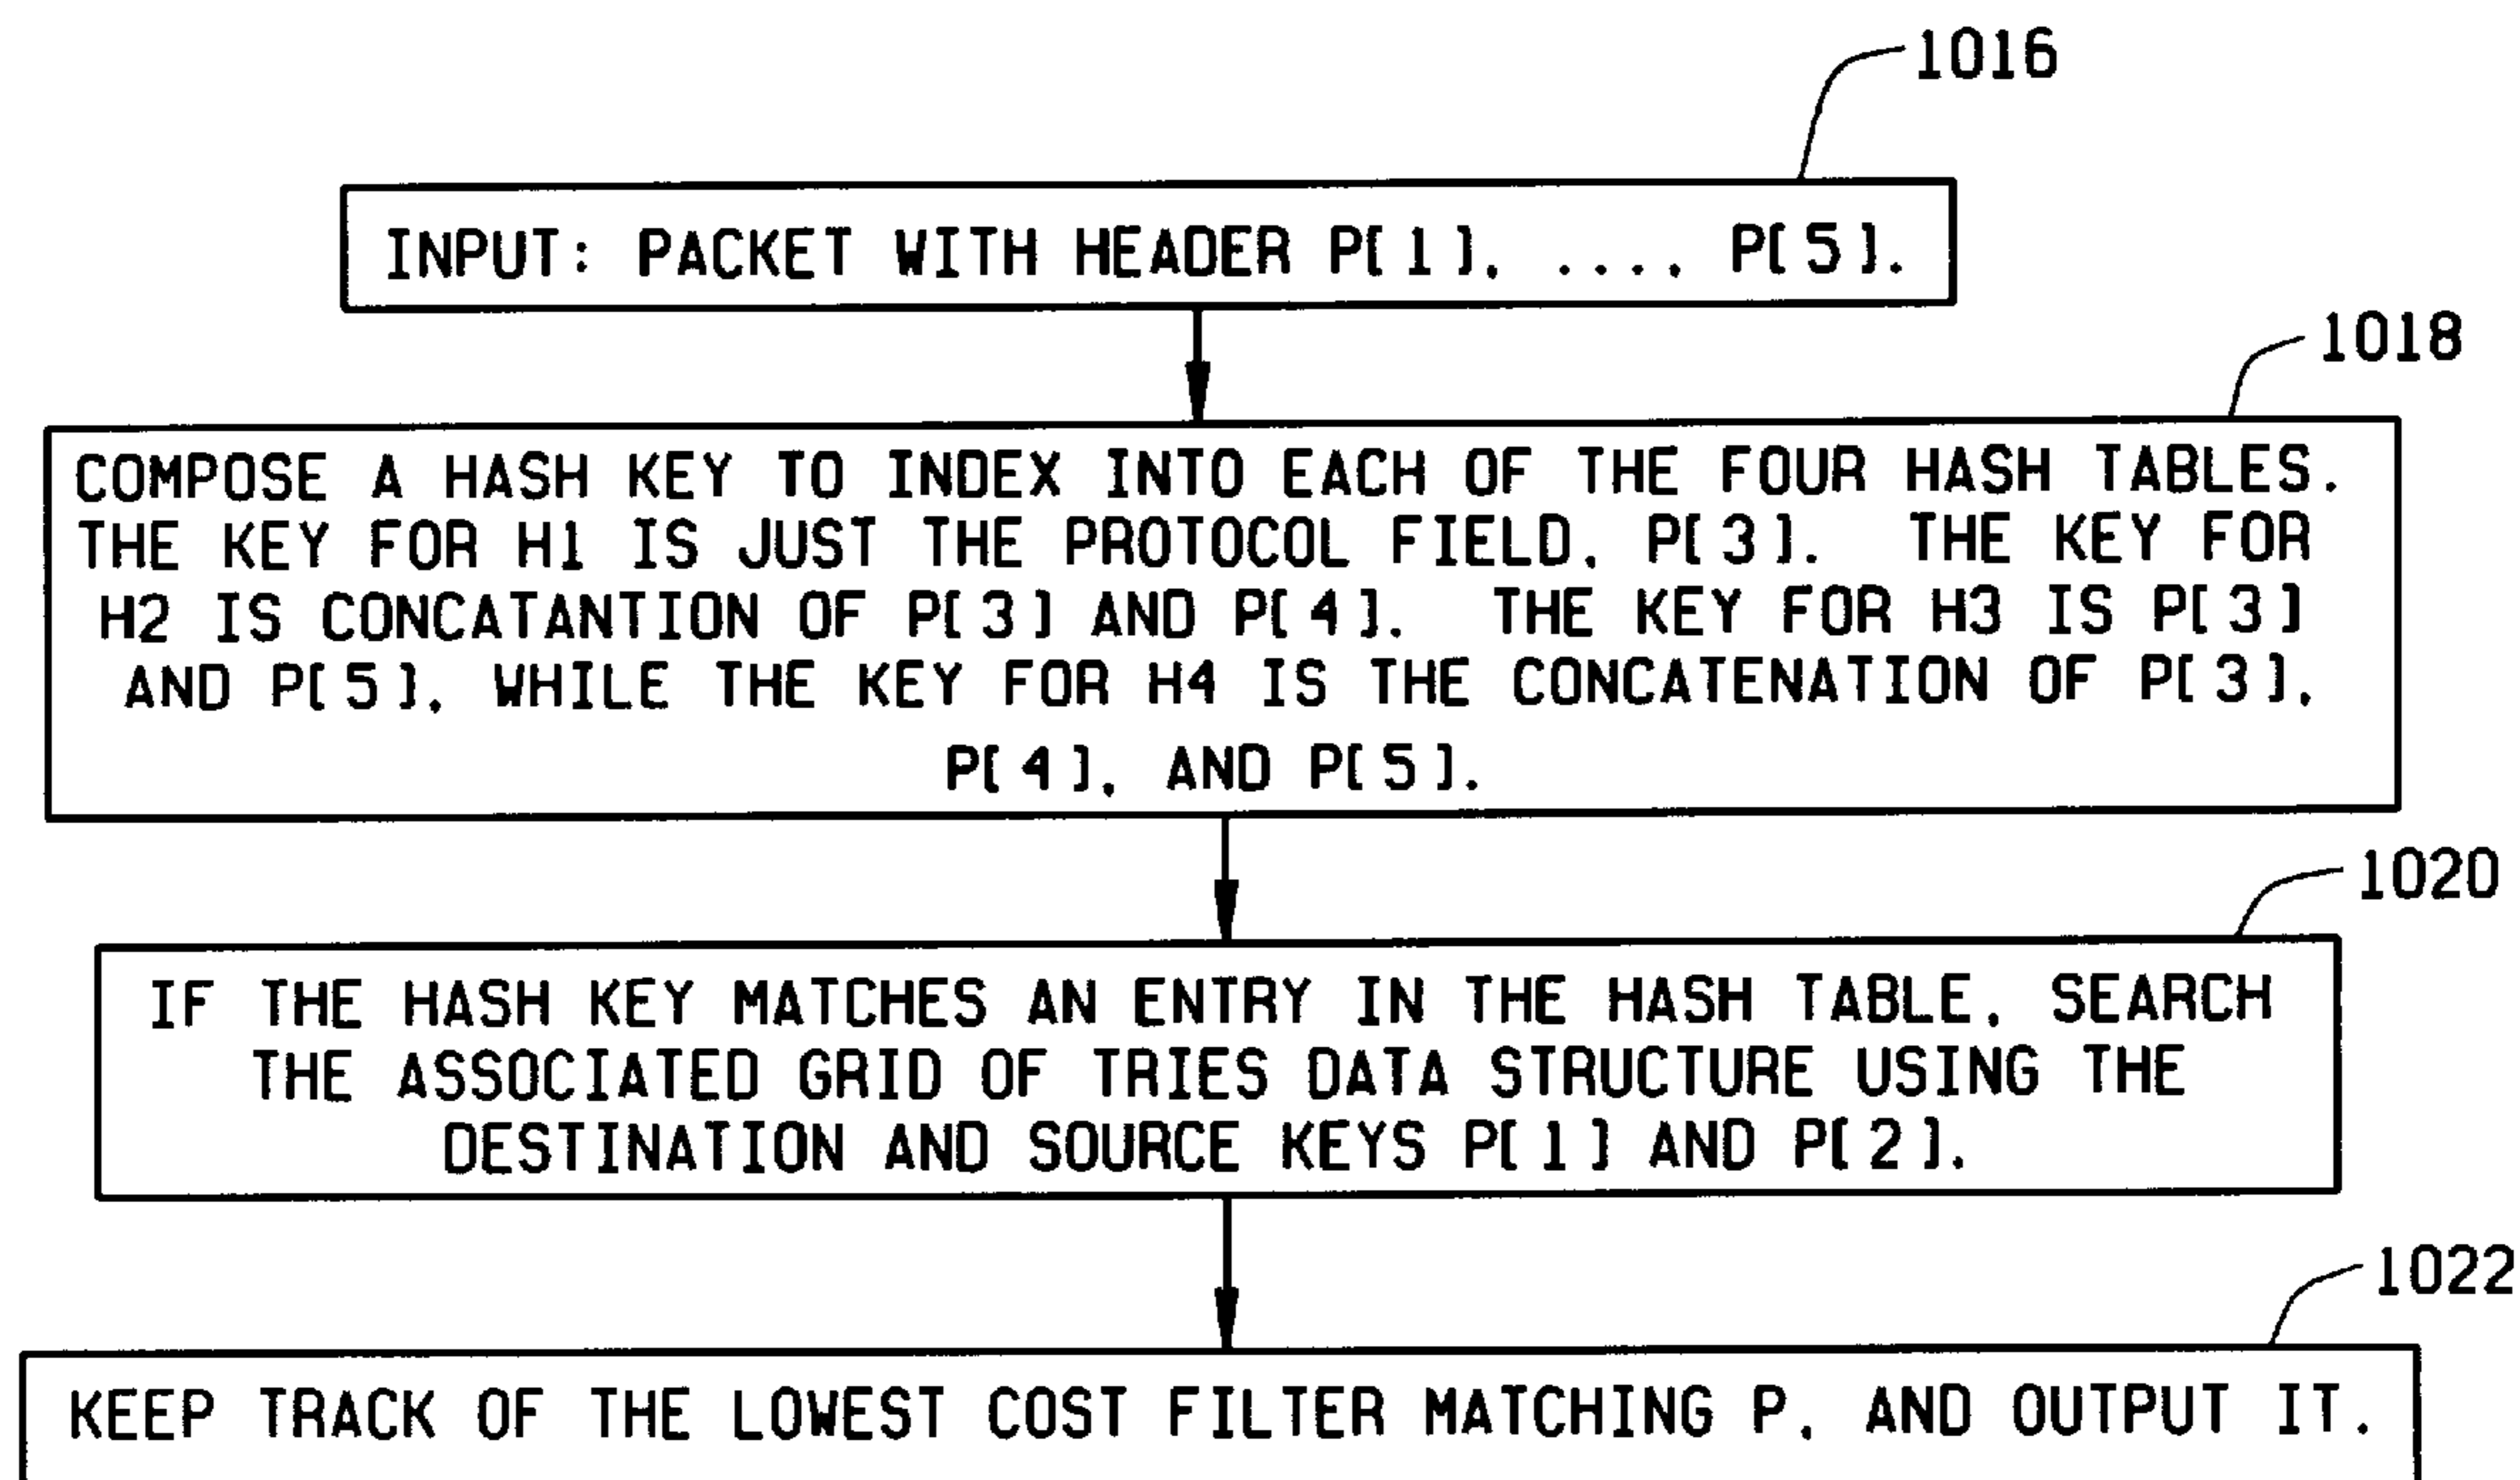 1016
INPUT: PACKET WITH HEADER P[1], ...., P[5].
1018
COMPOSE A HASH KEY TO INDEX INTO EACH OF THE FOUR HASH TABLES.
THE KEY FOR H1 IS JUST THE PROTOCOL FIELD, P[3]. THE KEY FOR
H2 IS CONCATANTION OF P[3] AND P[4]. THE KEY FOR H3 IS P[3]
AND P[5], WHILE THE KEY FOR H4 IS THE CONCATENATION OF P[3],
P[4], AND P[5].
1020
IF THE HASH KEY MATCHES AN ENTRY IN THE HASH TABLE, SEARCH
THE ASSOCIATED GRID OF TRIES DATA STRUCTURE USING THE
DESTINATION AND SOURCE KEYS P[1] AND P[2].
1022
KEEP TRACK OF THE LOWEST COST FILTER MATCHING P, AND OUTPUT IT.